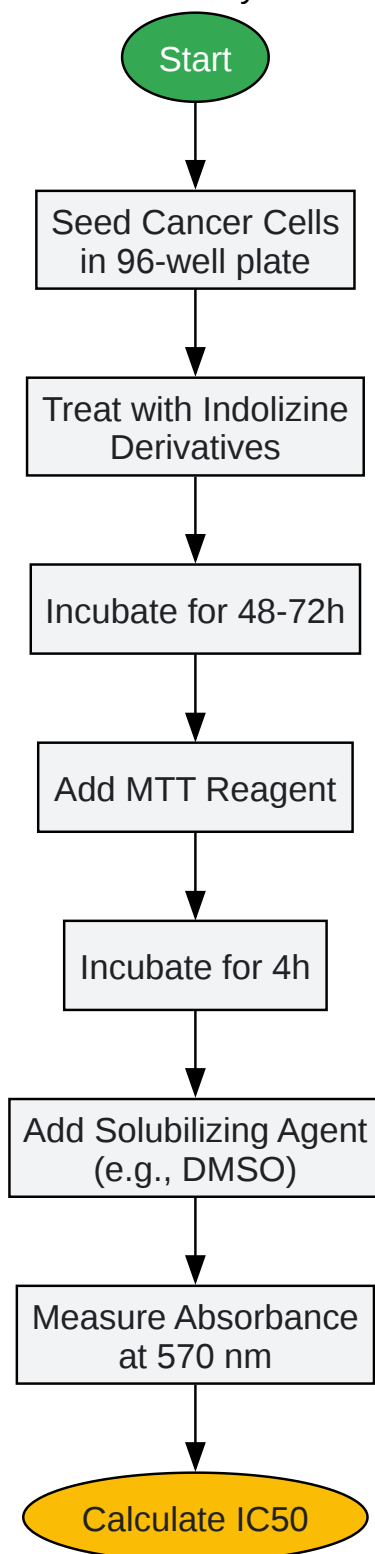 Start
Seed Cancer Cells
in 96-well plate
Treat with Indolizine
Derivatives
Incubate for 48-72h
Add MTT Reagent
Incubate for 4h
Add Solubilizing Agent
(e.g., DMSO)
Measure Absorbance
at 570 nm
Calculate IC50